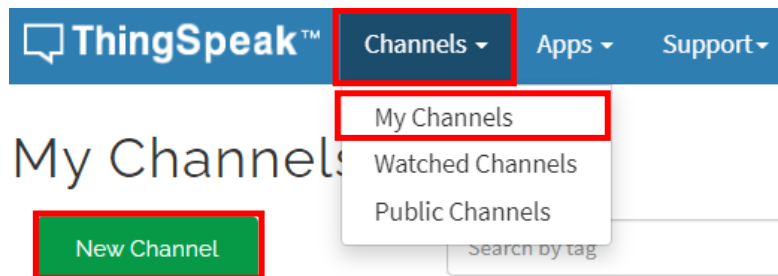 ThingSpeak™ Channels Apps Support
My Channels
My Channels
Watched Channels
Public Channels
New Channel
Search by tag